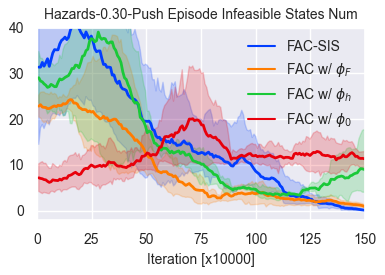 Hazards-0.30-Push Episode Infeasible States Num
40
30
20
10
0
FAC-SIS
FAC w/ ϕ_F
FAC w/ ϕ_h
FAC w/ ϕ_0
0 25 50 75 100 125 150
Iteration [x10000]